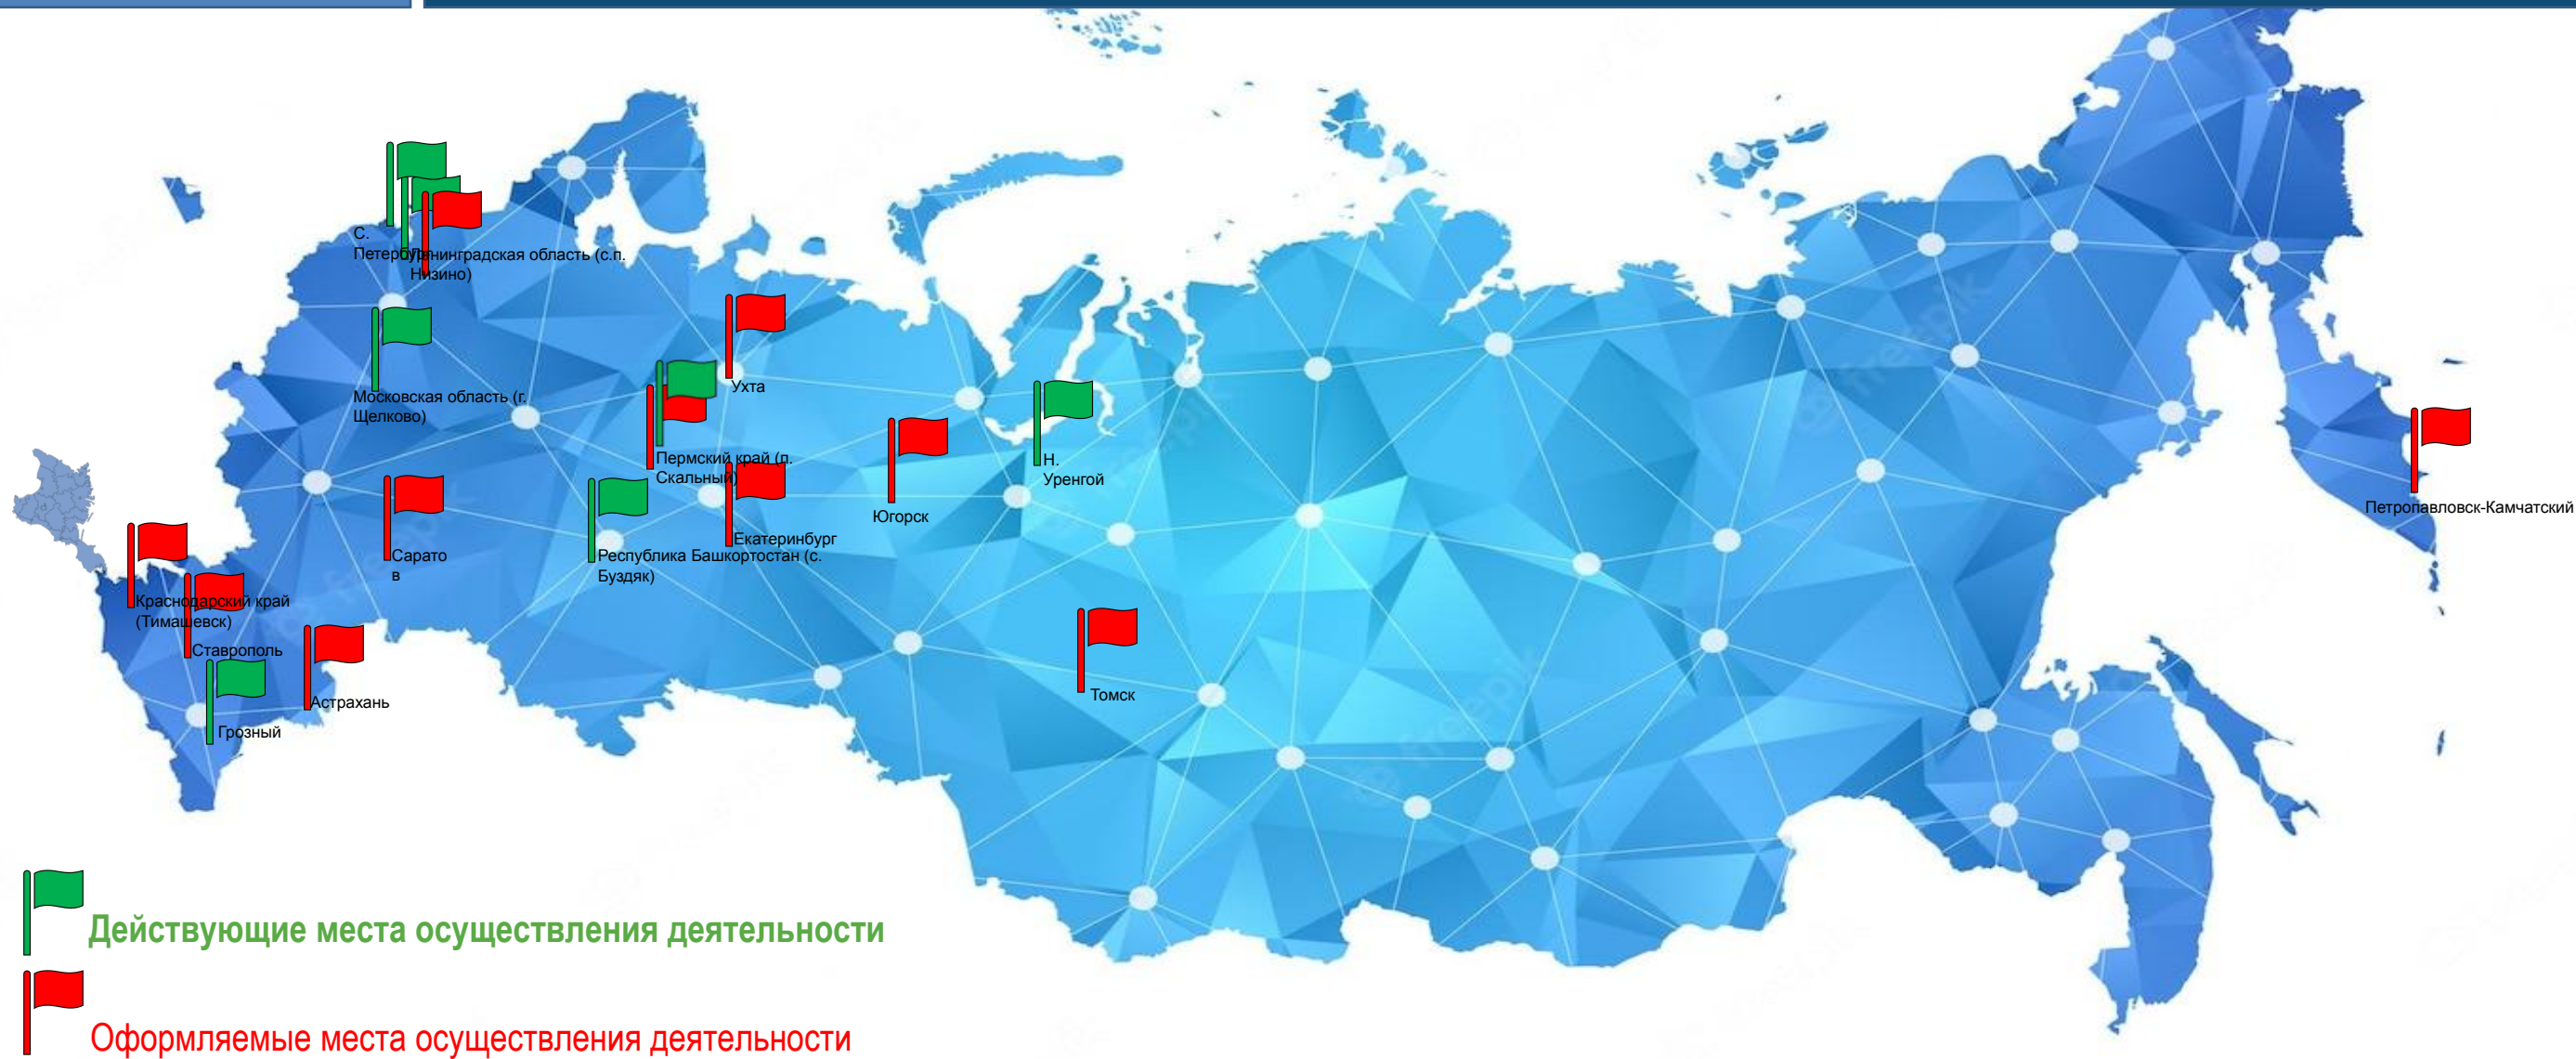 С.
Петербург
Ленинградская область (с.п.
Низино)
Московская область (г.
Щелково)
Ухта
Пермский край (п.
Скальный)
Н.
Уренгой
Югорск
Екатеринбург
Петропавловск-Камчатский
Сарато
в
Республика Башкортостан (с.
Буздяк)
Краснодарский край
(Тимашевск)
Ставрополь
Астрахань
Грозный
Томск
Действующие места осуществления деятельности
Оформляемые места осуществления деятельности